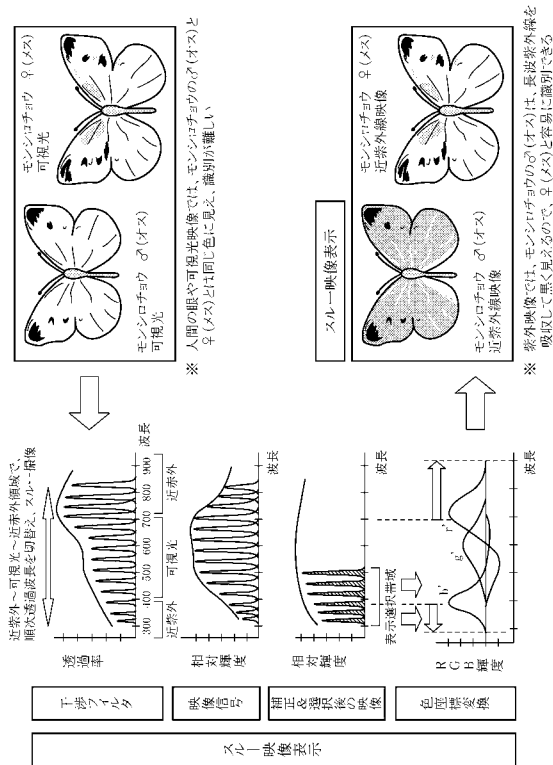 スルー映像表示
干渉フィルタ
映像信号
補正&選択後の映像
色座標変換
近紫外~可視光~近赤外領域で、
順次透過波長を切替え、スルー撮像
透過率
300 400 500 600 700 800 900 波長
近紫外 可視光 近赤外
相対輝度
波長
相対輝度
波長
表示選択帯域
RGB輝度
b' g' r'
波長
モンシロチョウ ♂(オス)
可視光
モンシロチョウ ♀(メス)
可視光
※ 人間の眼や可視光映像では、モンシロチョウの♂(オス)と
♀(メス)とは同じ色に見え、識別が難しい
スルー映像表示
モンシロチョウ ♂(オス)
近紫外線映像
モンシロチョウ ♀(メス)
近紫外線映像
※ 紫外映像では、モンシロチョウの♂(オス)は、長波紫外線を
吸収して黒く見えるので、♀(メス)と容易に識別できる